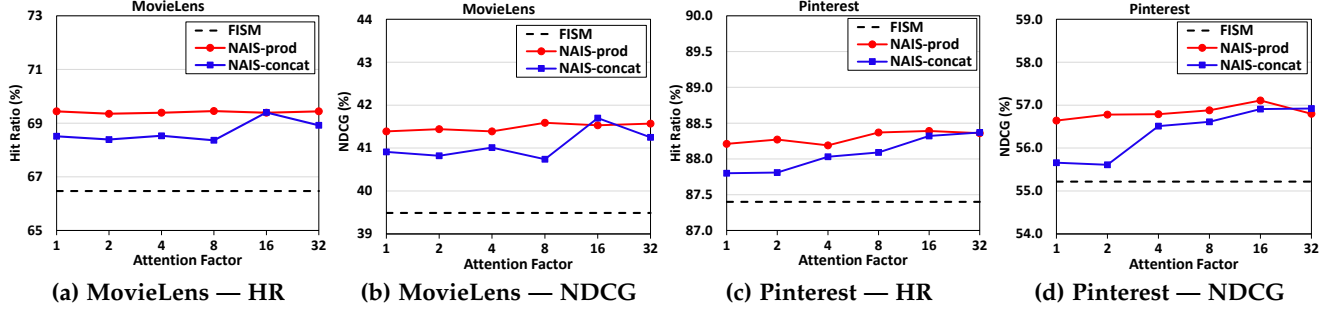 MovieLens
73
71
69
67
65
Hit Ratio (%)
FISM
NAIS-prod
NAIS-concat
1 2 4 8 16 32
Attention Factor
(a) MovieLens — HR
MovieLens
44
43
42
41
40
39
NDCG (%)
FISM
NAIS-prod
NAIS-concat
1 2 4 8 16 32
Attention Factor
(b) MovieLens — NDCG
Pinterest
90.0
89.5
89.0
88.5
88.0
87.5
87.0
Hit Ratio (%)
FISM
NAIS-prod
NAIS-concat
1 2 4 8 16 32
Attention Factor
(c) Pinterest — HR
Pinterest
59.0
58.0
57.0
56.0
55.0
54.0
NDCG (%)
FISM
NAIS-prod
NAIS-concat
1 2 4 8 16 32
Attention Factor
(d) Pinterest — NDCG